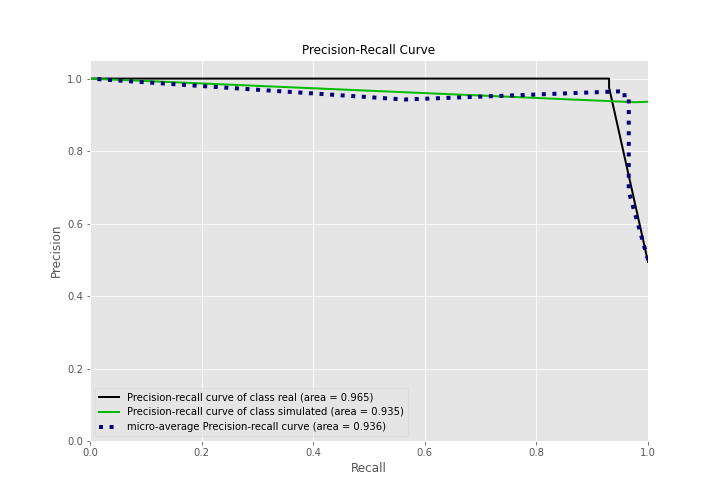 Precision-Recall Curve
1.0
0.8
0.6
0.4
0.2
0.0
Precision
Precision-recall curve of class real (area = 0.965)
Precision-recall curve of class simulated (area = 0.935)
micro-average Precision-recall curve (area = 0.936)
0.0 0.2 0.4 0.6 0.8 1.0
Recall